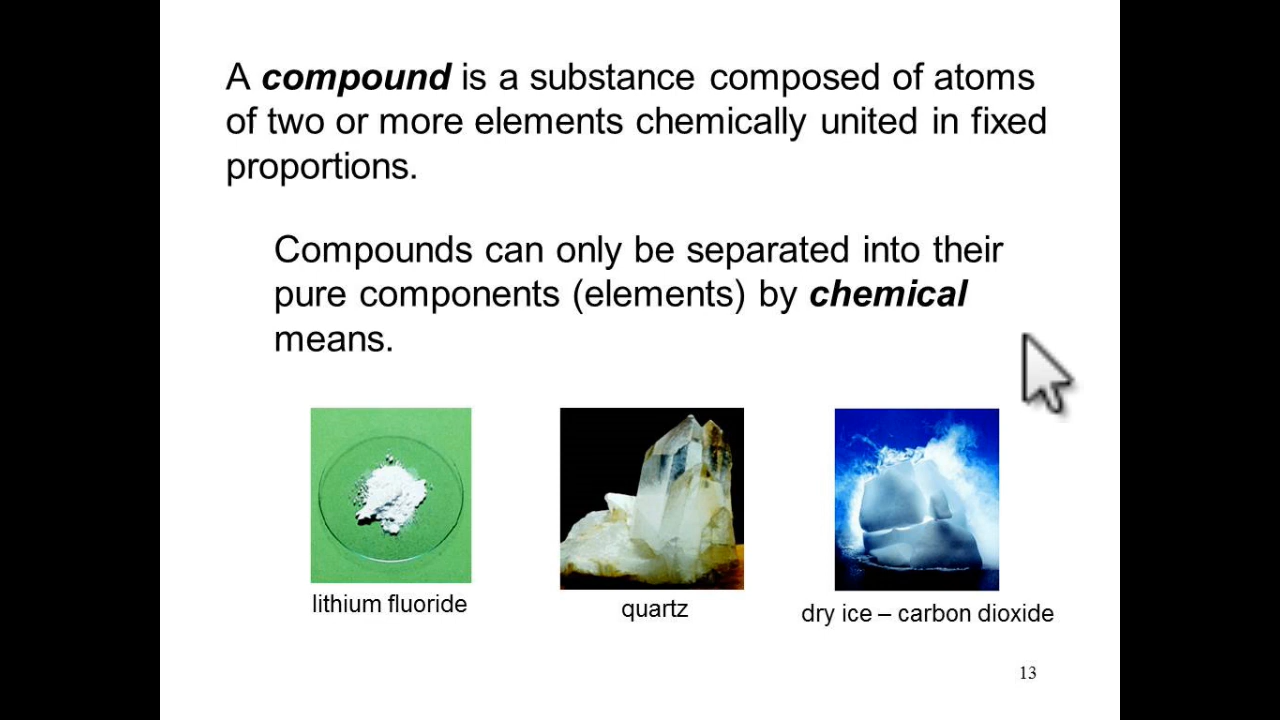 A compound is a substance composed of atoms
of two or more elements chemically united in fixed
proportions.
Compounds can only be separated into their
pure components (elements) by chemical
means.
lithium fluoride
quartz
dry ice – carbon dioxide
13